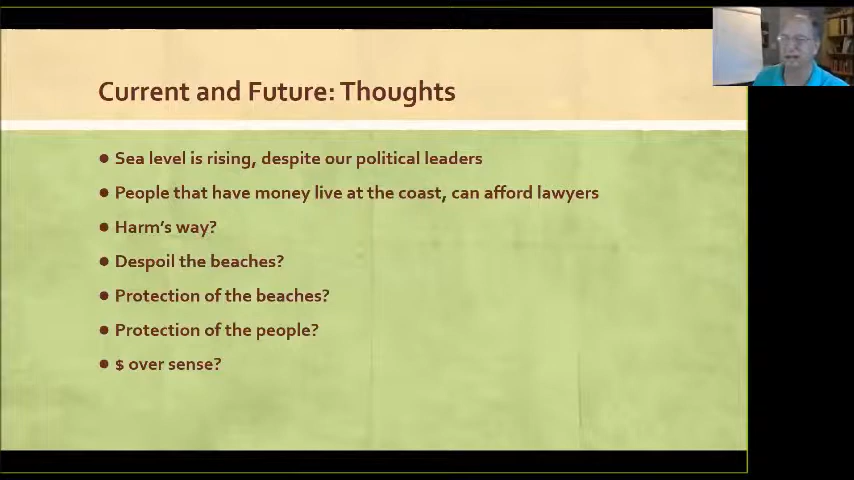 Current and Future: Thoughts
● Sea level is rising, despite our political leaders
● People that have money live at the coast, can afford lawyers
● Harm's way?
● Despoil the beaches?
● Protection of the beaches?
● Protection of the people?
● $ over sense?